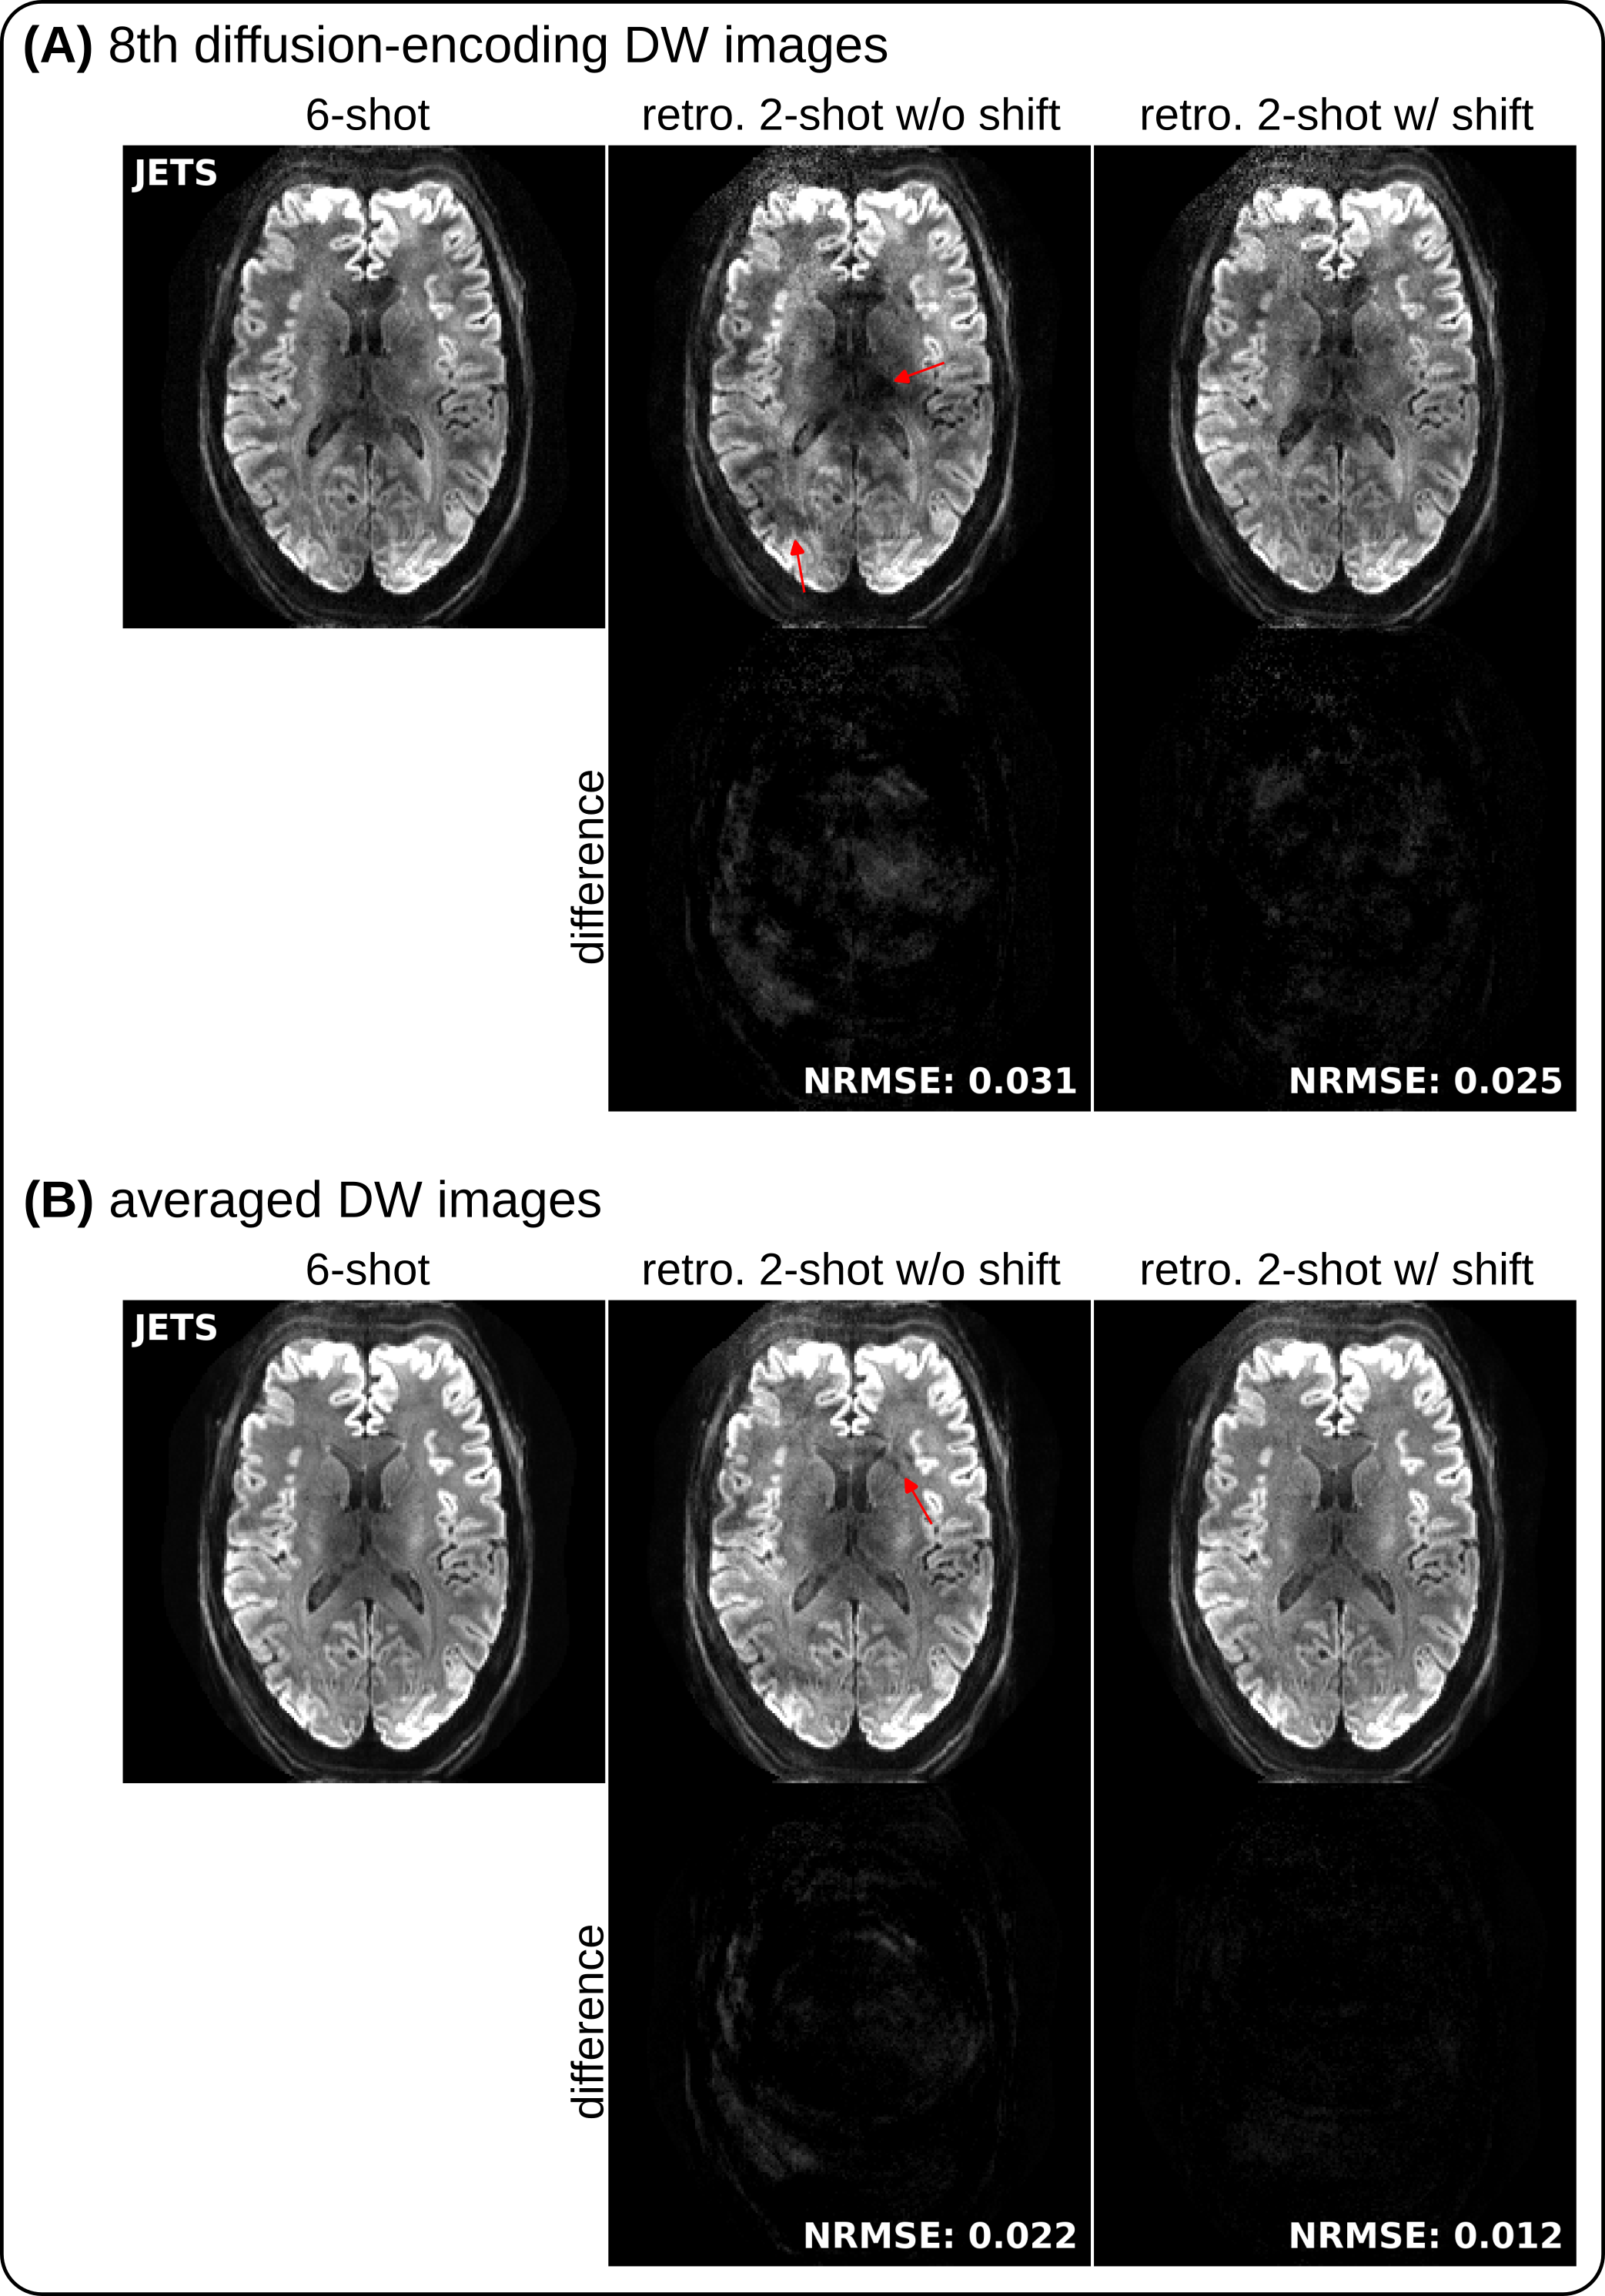 (A) 8th diffusion-encoding DW images
6-shot
retro. 2-shot w/o shift
retro. 2-shot w/ shift
JETS
difference
NRMSE: 0.031
NRMSE: 0.025
(B) averaged DW images
6-shot
retro. 2-shot w/o shift
retro. 2-shot w/ shift
JETS
difference
NRMSE: 0.022
NRMSE: 0.012